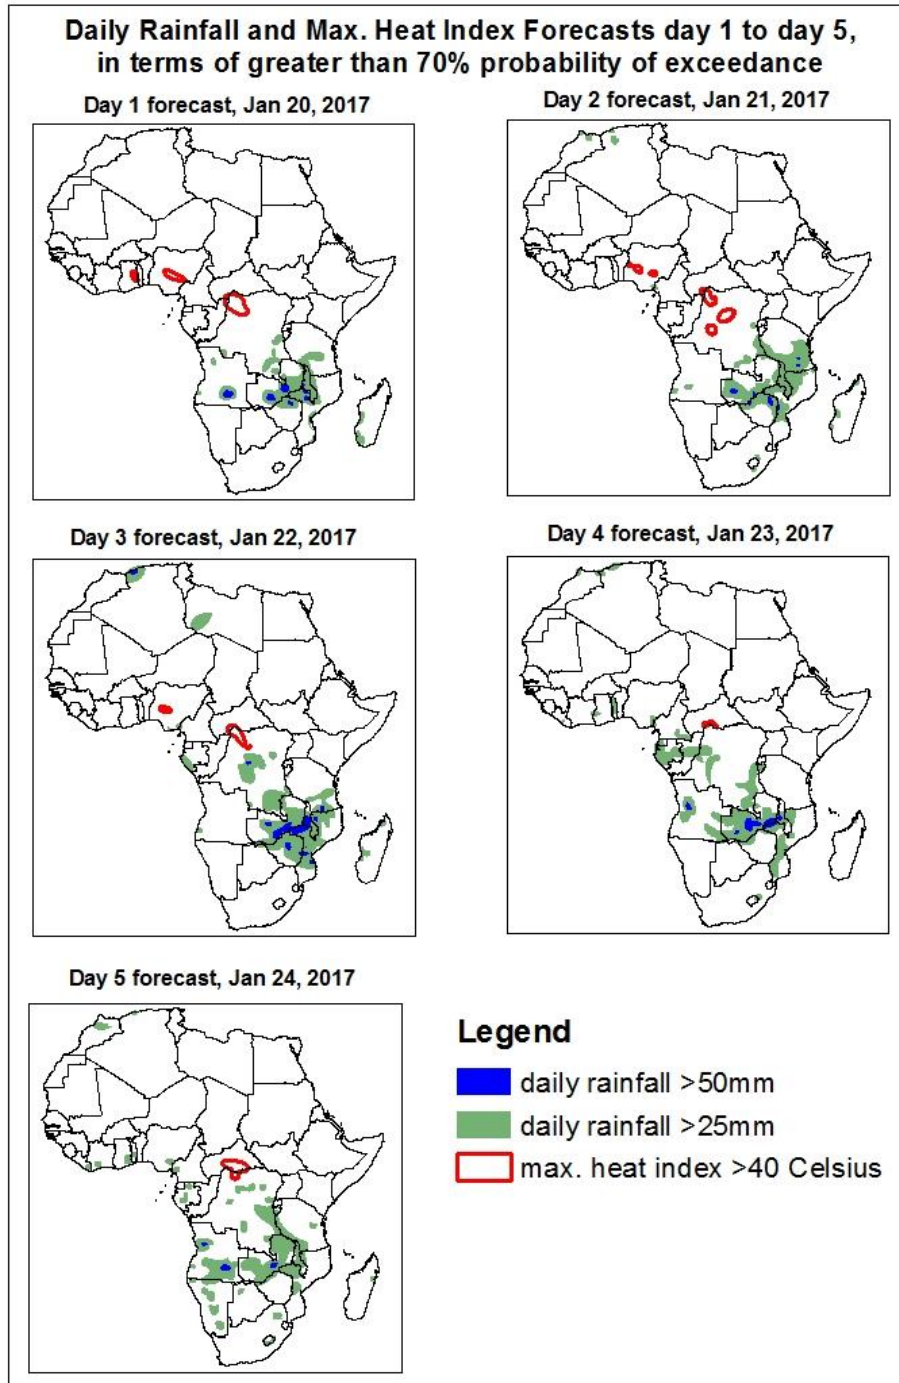 Daily Rainfall and Max. Heat Index Forecasts day 1 to day 5,
in terms of greater than 70% probability of exceedance
Day 1 forecast, Jan 20, 2017
Day 2 forecast, Jan 21, 2017
Day 3 forecast, Jan 22, 2017
Day 4 forecast, Jan 23, 2017
Day 5 forecast, Jan 24, 2017
Legend
daily rainfall >50mm
daily rainfall >25mm
max. heat index >40 Celsius